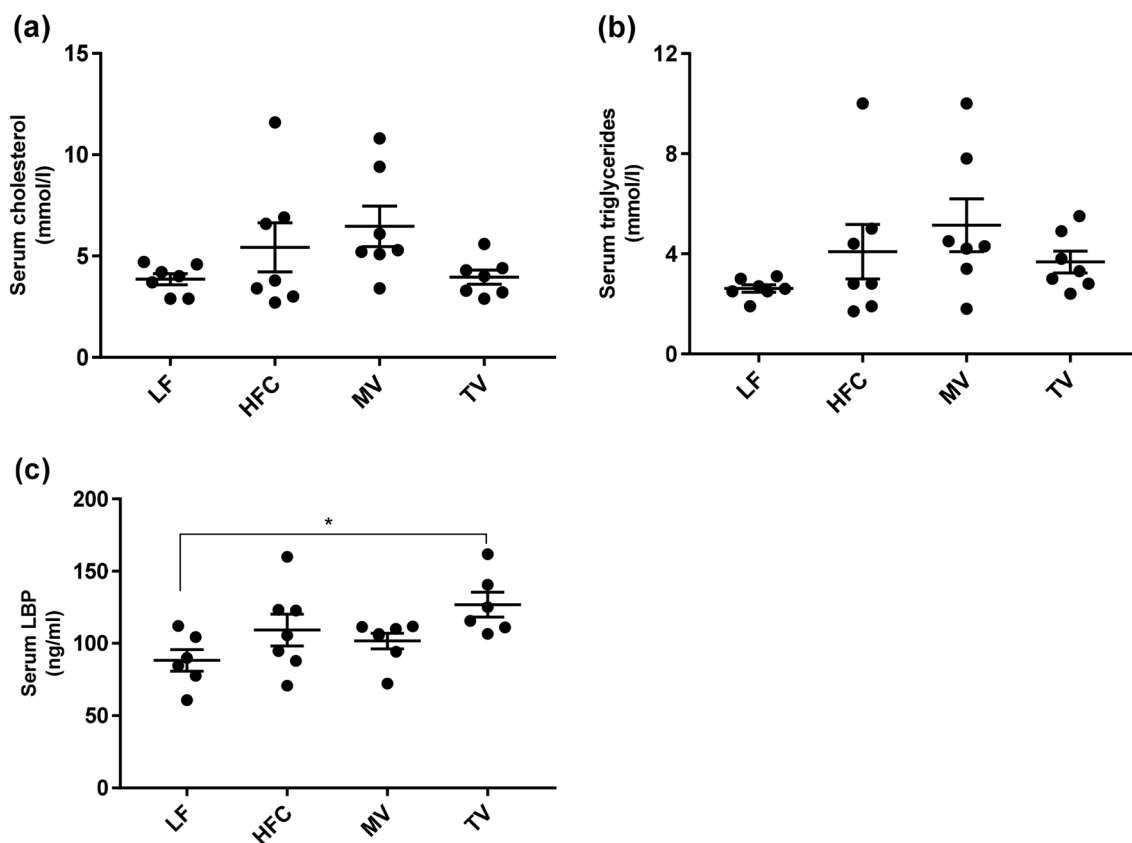 (a)
Serum cholesterol
(mmol/l)
15
10
5
0
LF
HFC
MV
TV
(b)
Serum triglycerides
(mmol/l)
12
8
4
0
LF
HFC
MV
TV
(c)
Serum LBP
(ng/ml)
200
150
100
50
0
*
LF
HFC
MV
TV